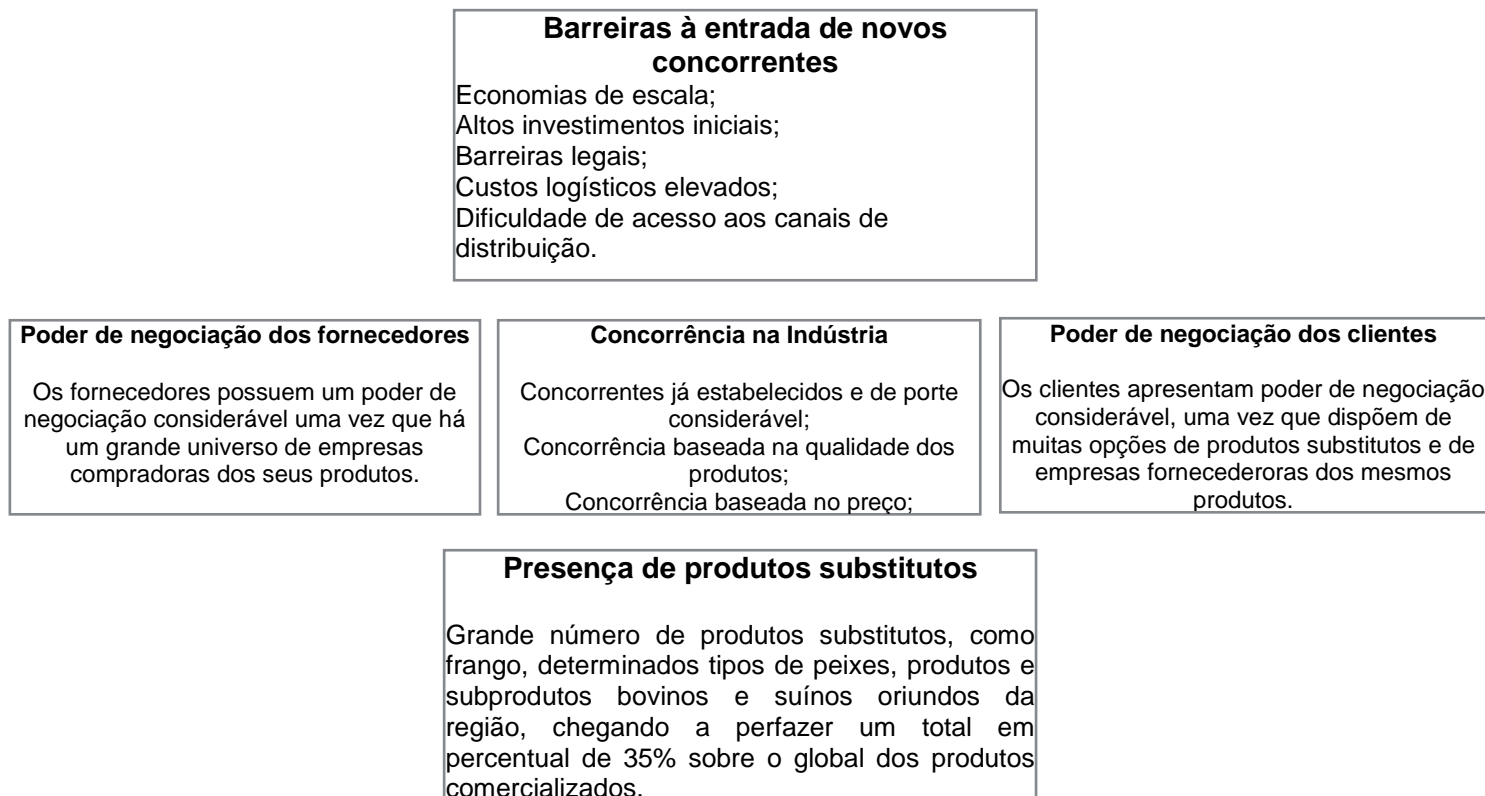 Barreiras à entrada de novos
concorrentes
Economias de escala;
Altos investimentos iniciais;
Barreiras legais;
Custos logísticos elevados;
Dificuldade de acesso aos canais de
distribuição.
Poder de negociação dos fornecedores
Os fornecedores possuem um poder de
negociação considerável uma vez que há
um grande universo de empresas
compradoras dos seus produtos.
Concorrência na Indústria
Concorrentes já estabelecidos e de porte
considerável;
Concorrência baseada na qualidade dos
produtos;
Concorrência baseada no preço;
Poder de negociação dos clientes
Os clientes apresentam poder de negociação
considerável, uma vez que dispõem de
muitas opções de produtos substitutos e de
empresas fornecederoras dos mesmos
produtos.
Presença de produtos substitutos
Grande número de produtos substitutos, como
frango, determinados tipos de peixes, produtos e
subprodutos bovinos e suínos oriundos da
região, chegando a perfazer um total em
percentual de 35% sobre o global dos produtos
comercializados.